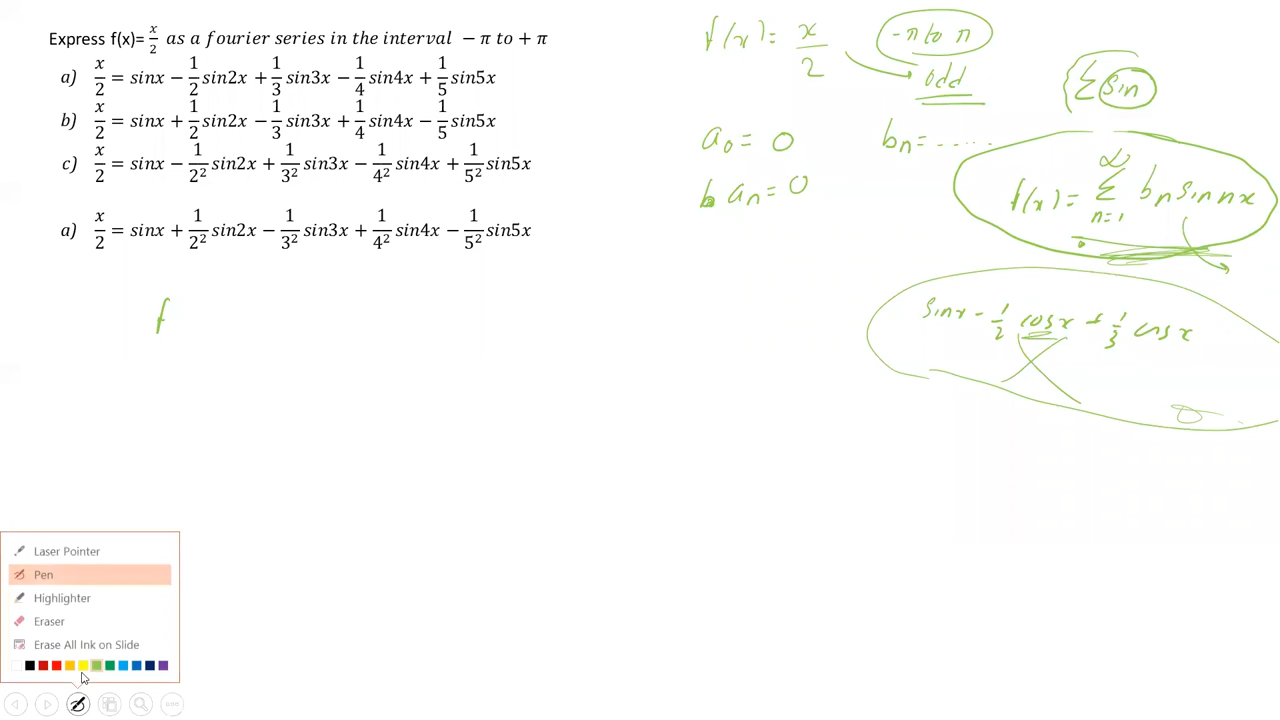 Express f(x)= x/2 as a fourier series in the interval − π to + π
a) x/2 = sinx − 1/2 sin2x + 1/3 sin3x − 1/4 sin4x + 1/5 sin5x
b) x/2 = sinx + 1/2 sin2x − 1/3 sin3x + 1/4 sin4x − 1/5 sin5x
c) x/2 = sinx − 1/2² sin2x + 1/3² sin3x − 1/4² sin4x + 1/5² sin5x
a) x/2 = sinx + 1/2² sin2x − 1/3² sin3x + 1/4² sin4x − 1/5² sin5x
f
f(x) = x/2
-π to π
odd
{Σ sin
a₀ = 0
bn = ......
an = 0
f(x) = Σ n=1 ∞ bn sin nx
sinx - 1/2 cosx + 1/3 cosx
Laser Pointer
Pen
Highlighter
Eraser
Erase All Ink on Slide